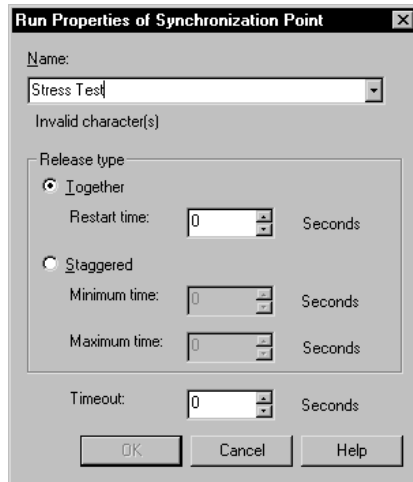 Run Properties of Synchronization Point
Name:
Stress Test
Invalid character(s)
Release type
Together
Restart time: 0 Seconds
Staggered
Minimum time: 0 Seconds
Maximum time: 0 Seconds
Timeout: 0 Seconds
OK Cancel Help